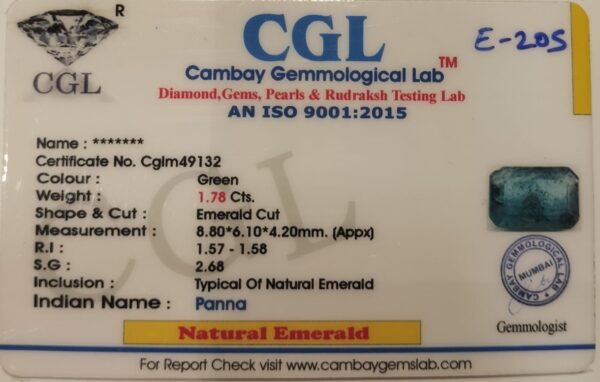 R
CGL
CGL TM
E-205
Cambay Gemmological Lab
Diamond,Gems, Pearls & Rudraksh Testing Lab
AN ISO 9001:2015
Name : *******
Certificate No. Cglm49132
Colour : Green
Weight : 1.78 Cts.
Shape & Cut : Emerald Cut
Measurement : 8.80*6.10*4.20mm. (Appx)
R.I : 1.57 - 1.58
S.G : 2.68
Inclusion : Typical Of Natural Emerald
Indian Name : Panna
CGL
CAMBAY GEMMOLOGICAL LAB
MUMBAI
Gemmologist
Natural Emerald
For Report Check visit www.cambaygemslab.com